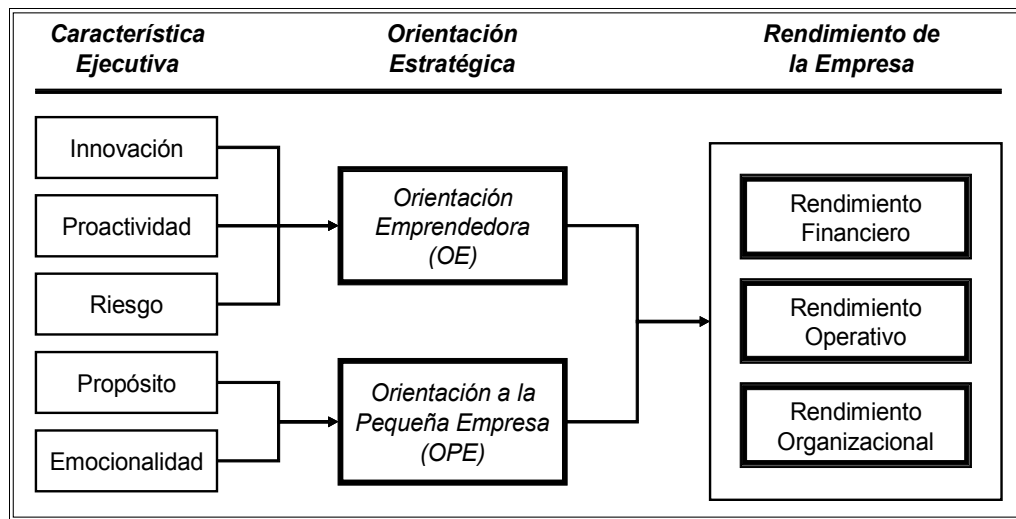 Característica
Ejecutiva
Orientación
Estratégica
Rendimiento de
la Empresa
Innovación
Proactividad
Riesgo
Propósito
Emocionalidad
Orientación
Emprendedora
(OE)
Orientación a la
Pequeña Empresa
(OPE)
Rendimiento
Financiero
Rendimiento
Operativo
Rendimiento
Organizacional